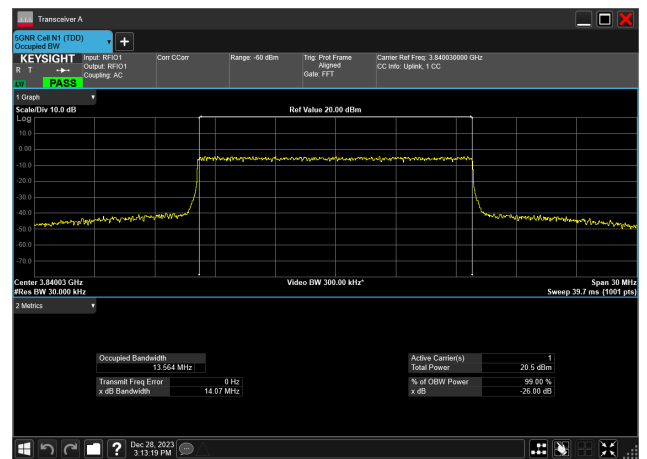 Transceiver A
5GNR Cell N1 (TDD)
Occupied BW
KEYSIGHT
R T
PASS
Input: RFIO1
Output: RFIO1
Coupling: AC
Corr CCorr
Range: -60 dBm
Trig: Prot Frame
Aligned
Gate: FFT
Carrier Ref Freq: 3.840030000 GHz
CC Info: Uplink, 1 CC
1 Graph
Scale/Div 10.0 dB
Ref Value 20.00 dBm
Log
10.0
0.00
-10.0
-20.0
-30.0
-40.0
-50.0
-60.0
-70.0
Center 3.84003 GHz
Video BW 300.00 kHz*
Span 30 MHz
#Res BW 30.000 kHz
Sweep 39.7 ms (1001 pts)
2 Metrics
Occupied Bandwidth
13.564 MHz
Transmit Freq Error 0 Hz
x dB Bandwidth 14.07 MHz
Active Carrier(s) 1
Total Power 20.5 dBm
% of OBW Power 99.00 %
x dB -26.00 dB
?
Dec 28, 2023
3:13:19 PM